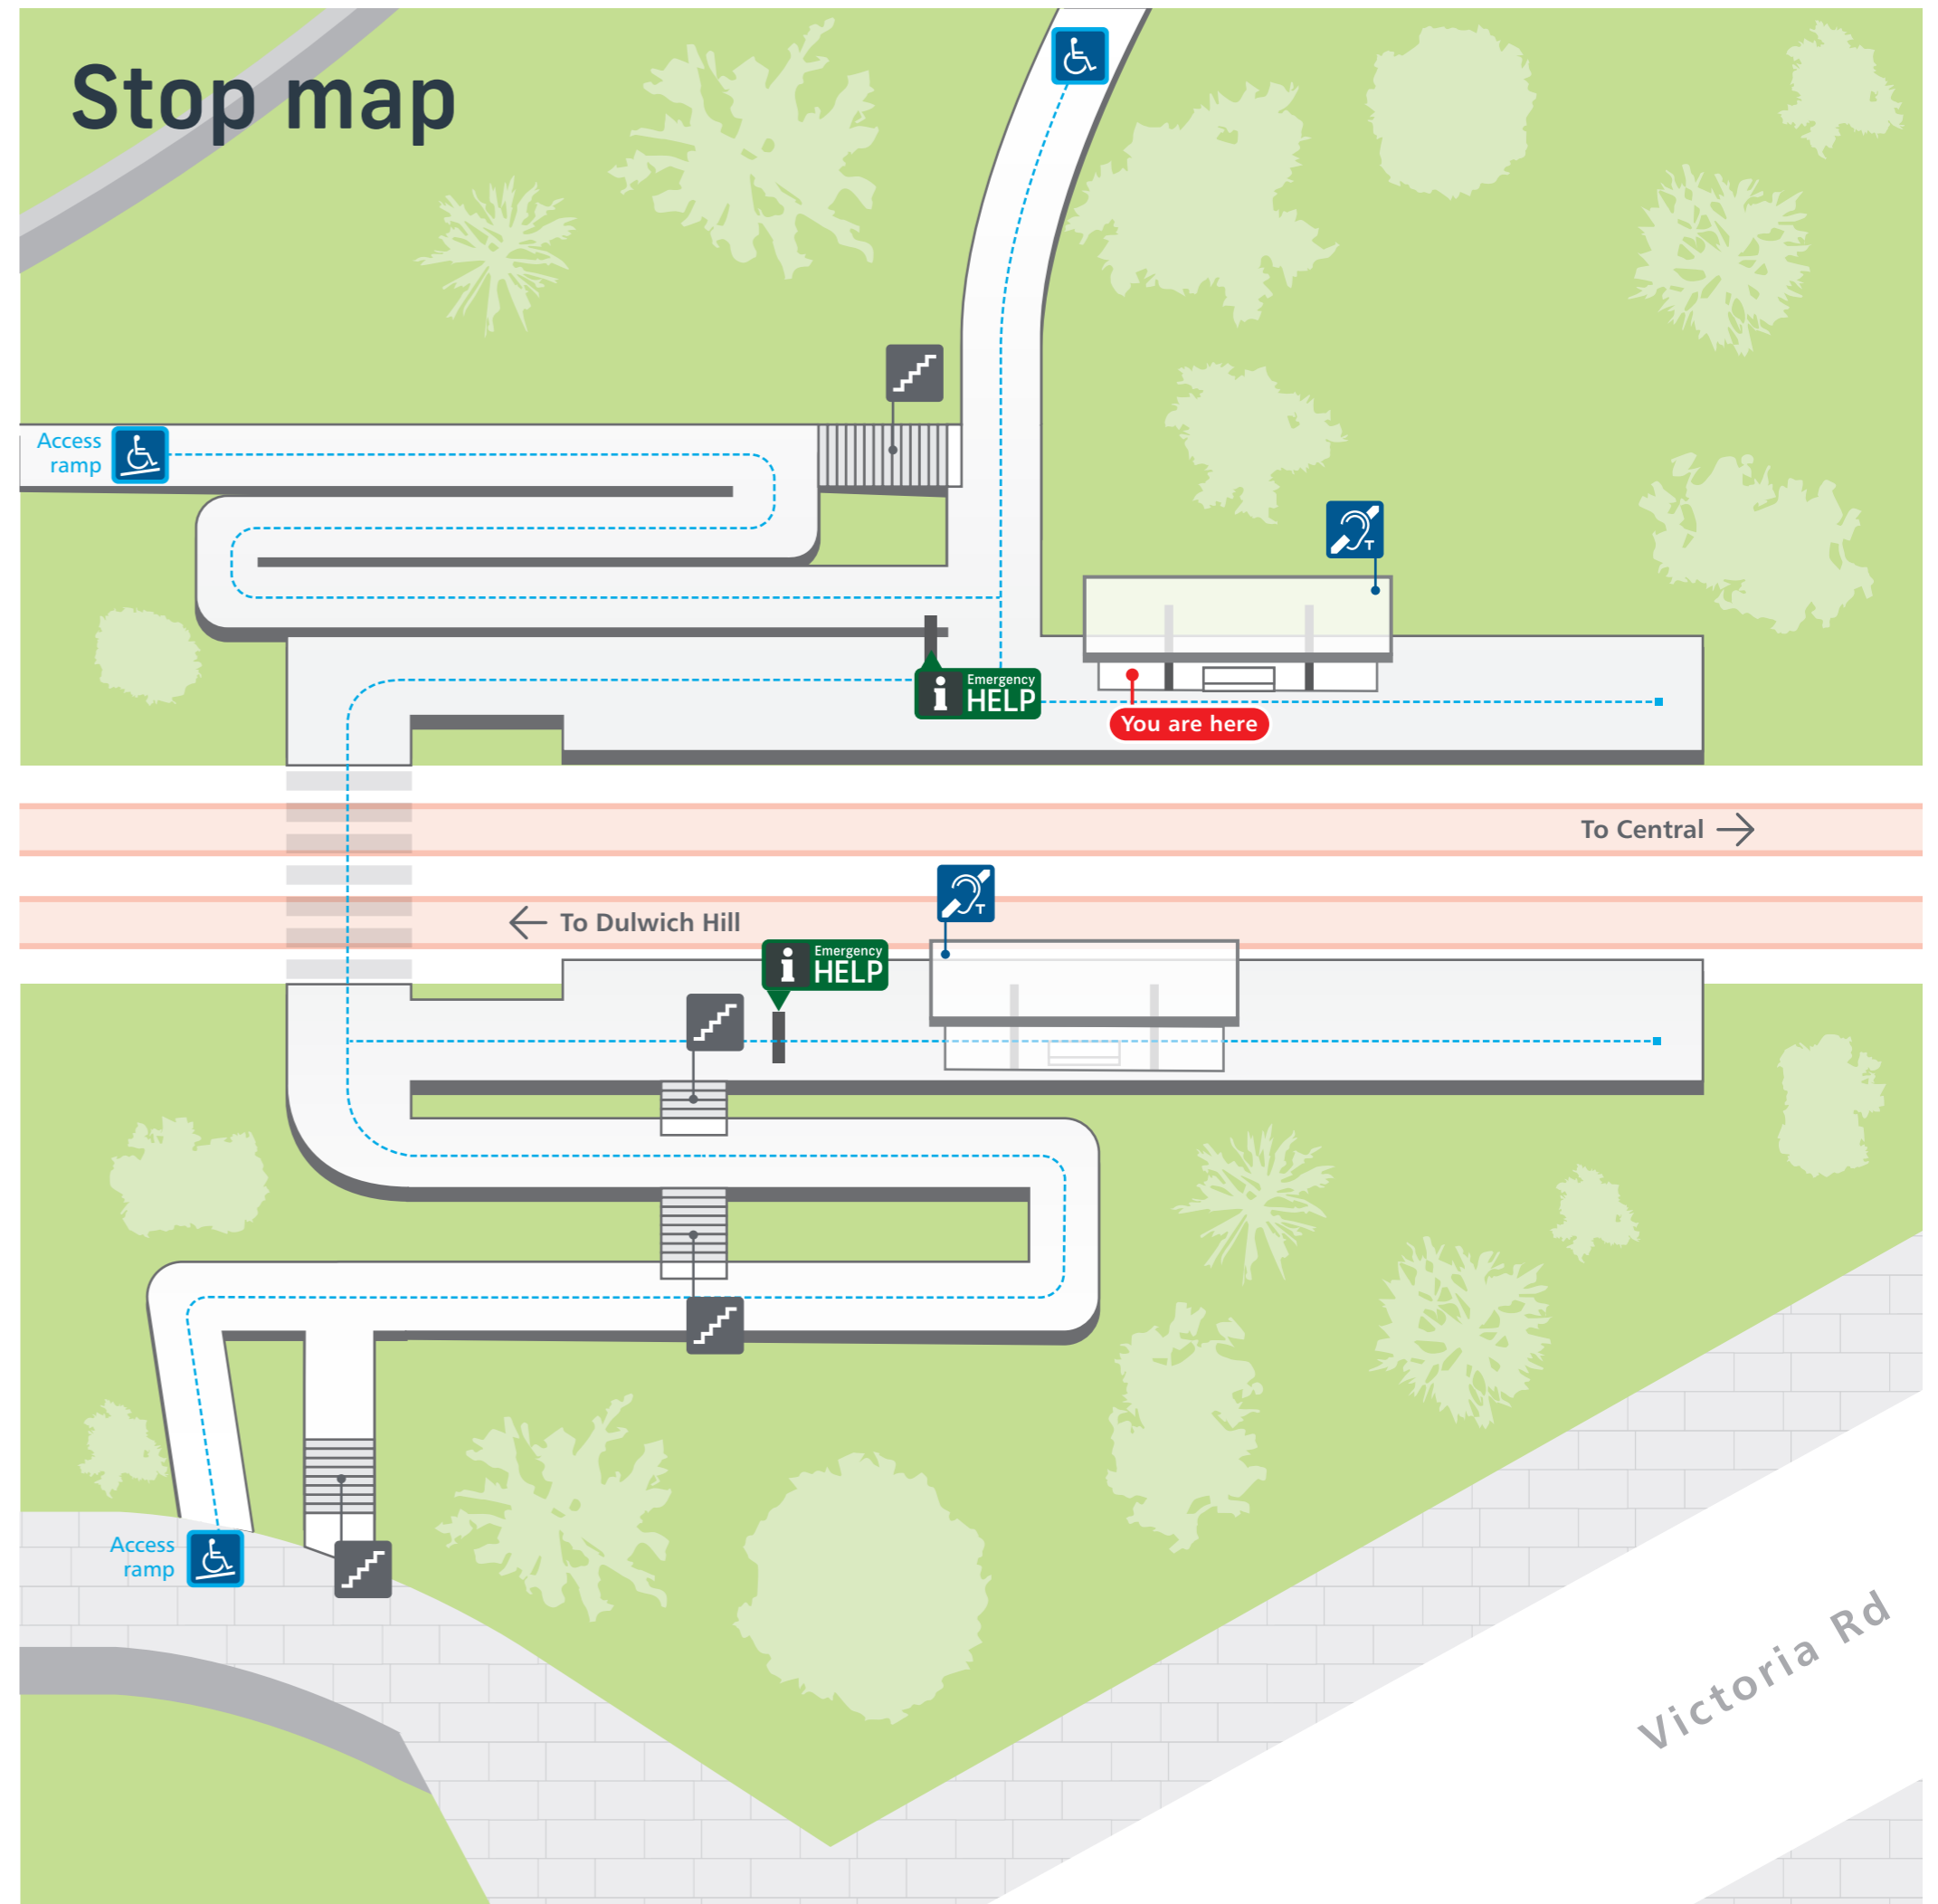 Stop map
Access
ramp
Emergency
HELP
You are here
To Central
To Dulwich Hill
Emergency
HELP
Access
ramp
Victoria Rd